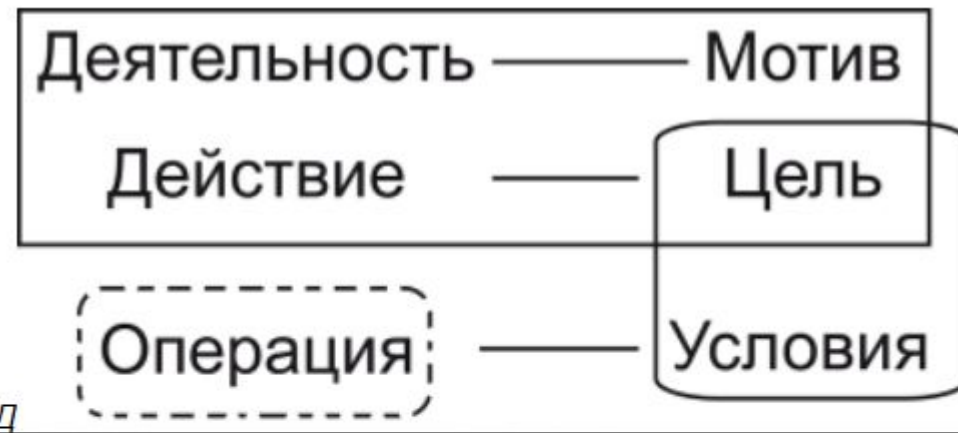 Деятельность — Мотив
Действие — Цель
Операция — Условия